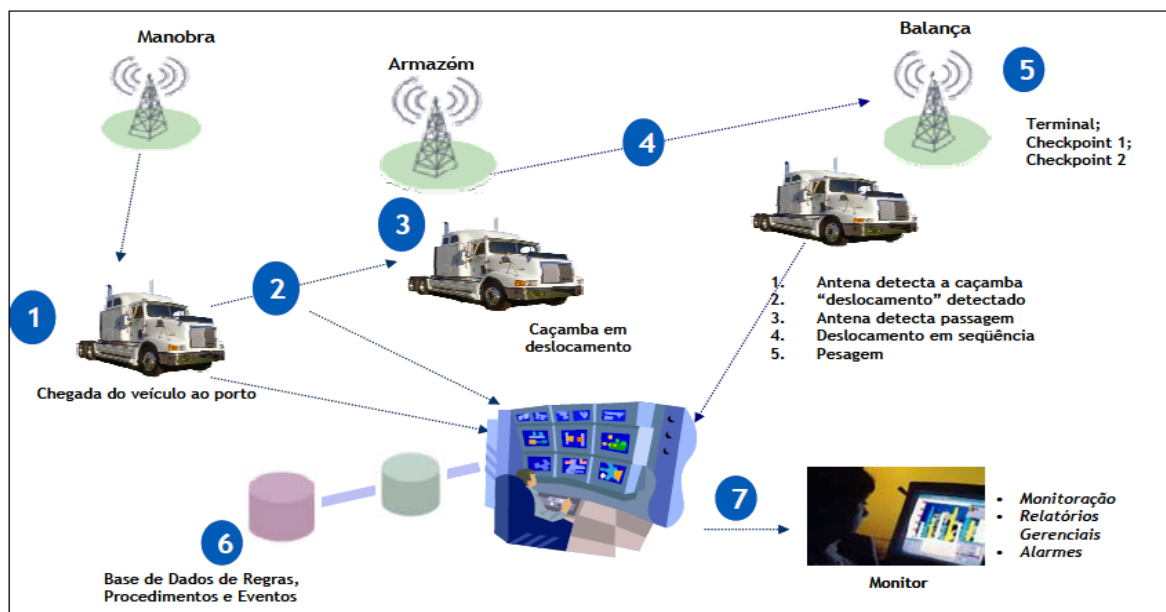 Manobra
Armazém
Balança
5
4
Terminal;
Checkpoint 1;
Checkpoint 2
3
2
1
Caçamba em
deslocamento
Chegada do veículo ao porto
1. Antena detecta a caçamba
2. “deslocamento” detectado
3. Antena detecta passagem
4. Deslocamento em seqüência
5. Pesagem
6
7
Base de Dados de Regras,
Procedimentos e Eventos
• Monitoração
• Relatórios
Gerenciais
• Alarmes
Monitor